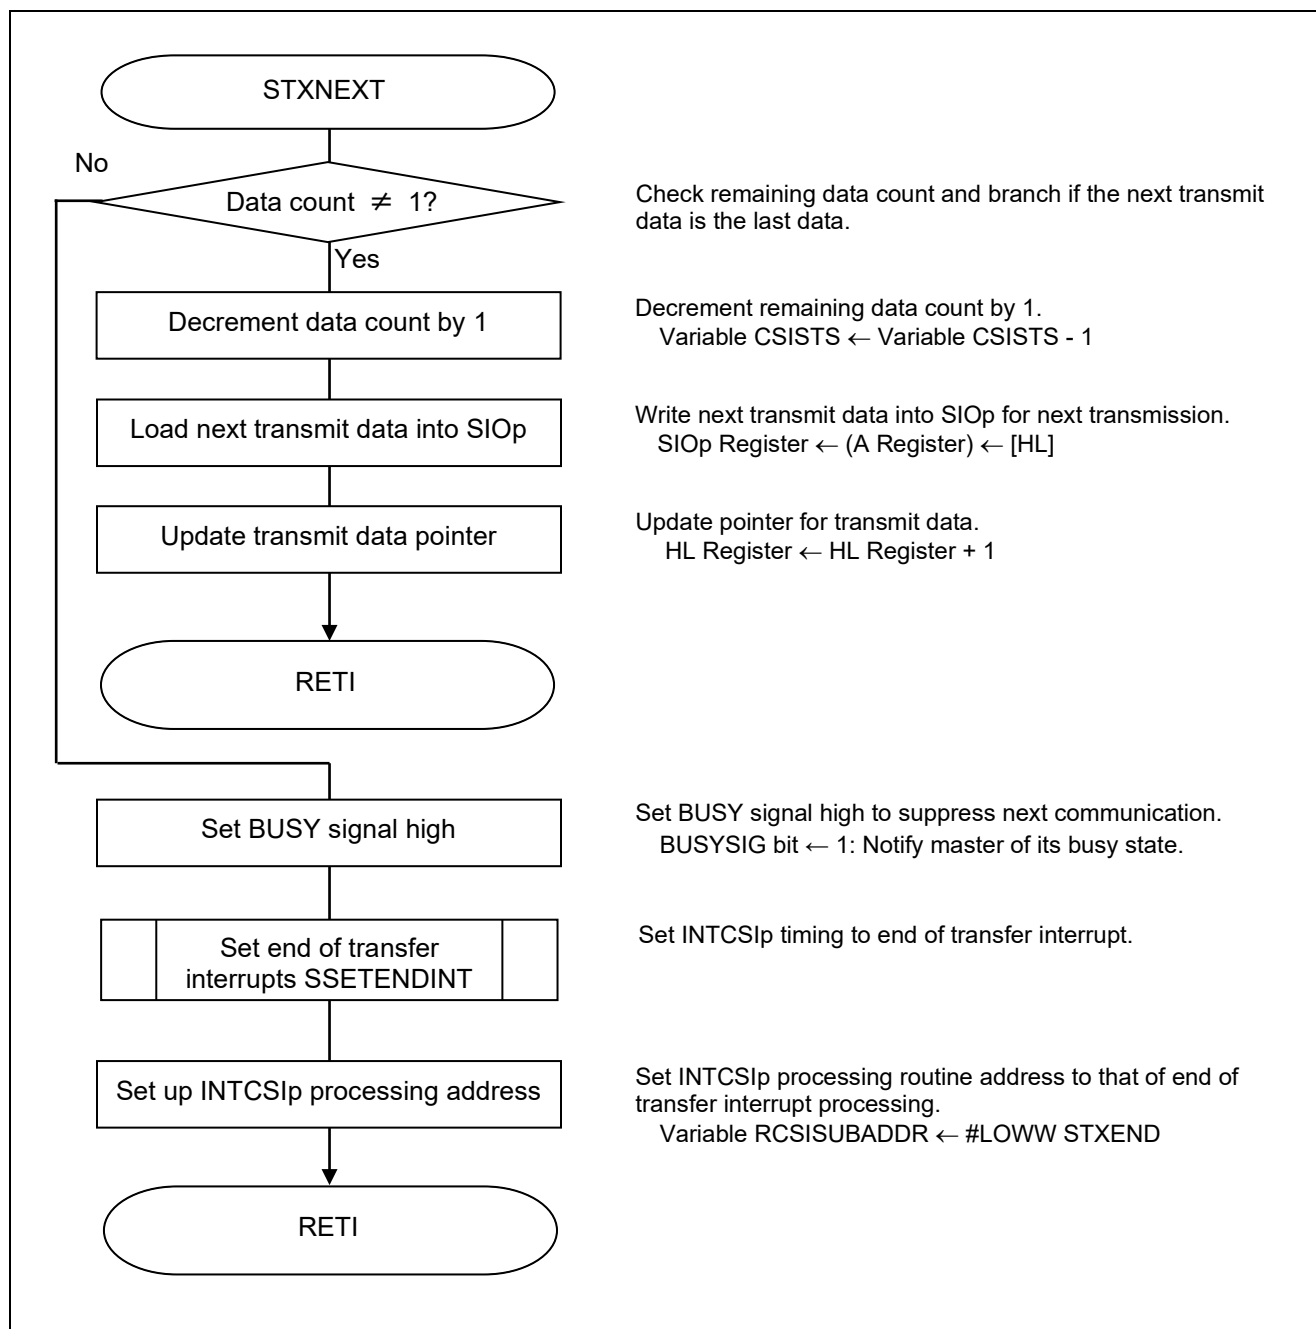 STXNEXT
No
Data count ≠ 1?
Check remaining data count and branch if the next transmit
data is the last data.
Yes
Decrement data count by 1
Decrement remaining data count by 1.
Variable CSISTS ← Variable CSISTS - 1
Load next transmit data into SIOp
Write next transmit data into SIOp for next transmission.
SIOp Register ← (A Register) ← [HL]
Update transmit data pointer
Update pointer for transmit data.
HL Register ← HL Register + 1
RETI
Set BUSY signal high
Set BUSY signal high to suppress next communication.
BUSYSIG bit ← 1: Notify master of its busy state.
Set end of transfer
interrupts SSETENDINT
Set INTCSIp timing to end of transfer interrupt.
Set up INTCSIp processing address
Set INTCSIp processing routine address to that of end of
transfer interrupt processing.
Variable RCSISUBADDR ← #LOWW STXEND
RETI